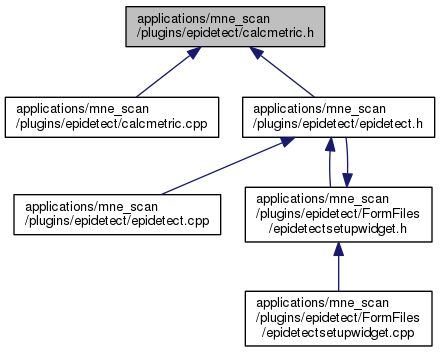 applications/mne_scan
/plugins/epidetect/calcmetric.h
applications/mne_scan
/plugins/epidetect/calcmetric.cpp
applications/mne_scan
/plugins/epidetect/epidetect.h
applications/mne_scan
/plugins/epidetect/epidetect.cpp
applications/mne_scan
/plugins/epidetect/FormFiles
/epidetectsetupwidget.h
applications/mne_scan
/plugins/epidetect/FormFiles
/epidetectsetupwidget.cpp